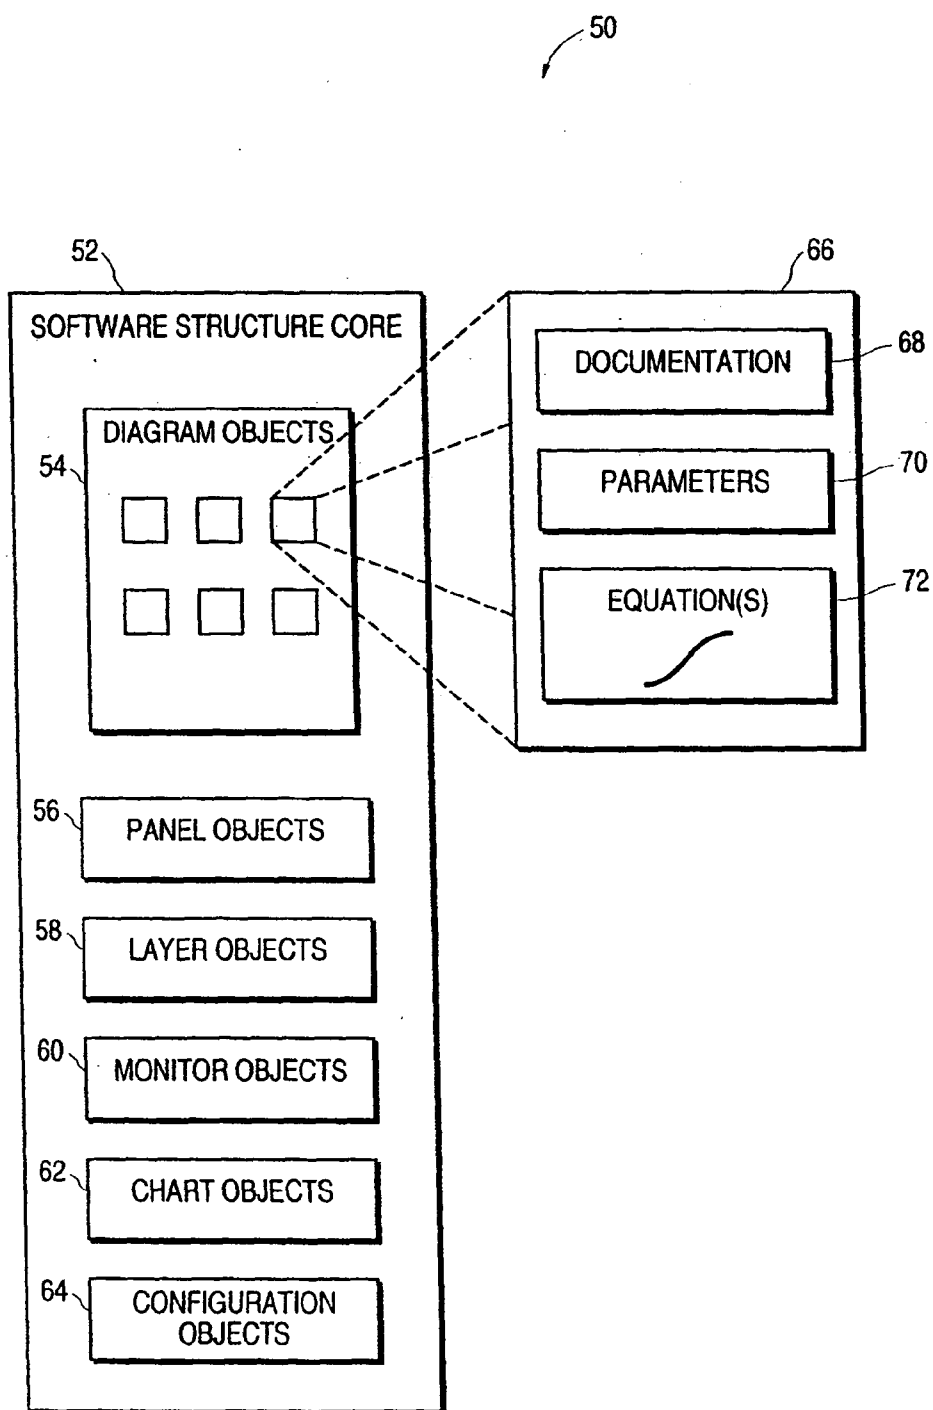 50
52
66
SOFTWARE STRUCTURE CORE
DOCUMENTATION
68
DIAGRAM OBJECTS
54
PARAMETERS
70
EQUATION(S)
72
56
PANEL OBJECTS
58
LAYER OBJECTS
60
MONITOR OBJECTS
62
CHART OBJECTS
64
CONFIGURATION
OBJECTS